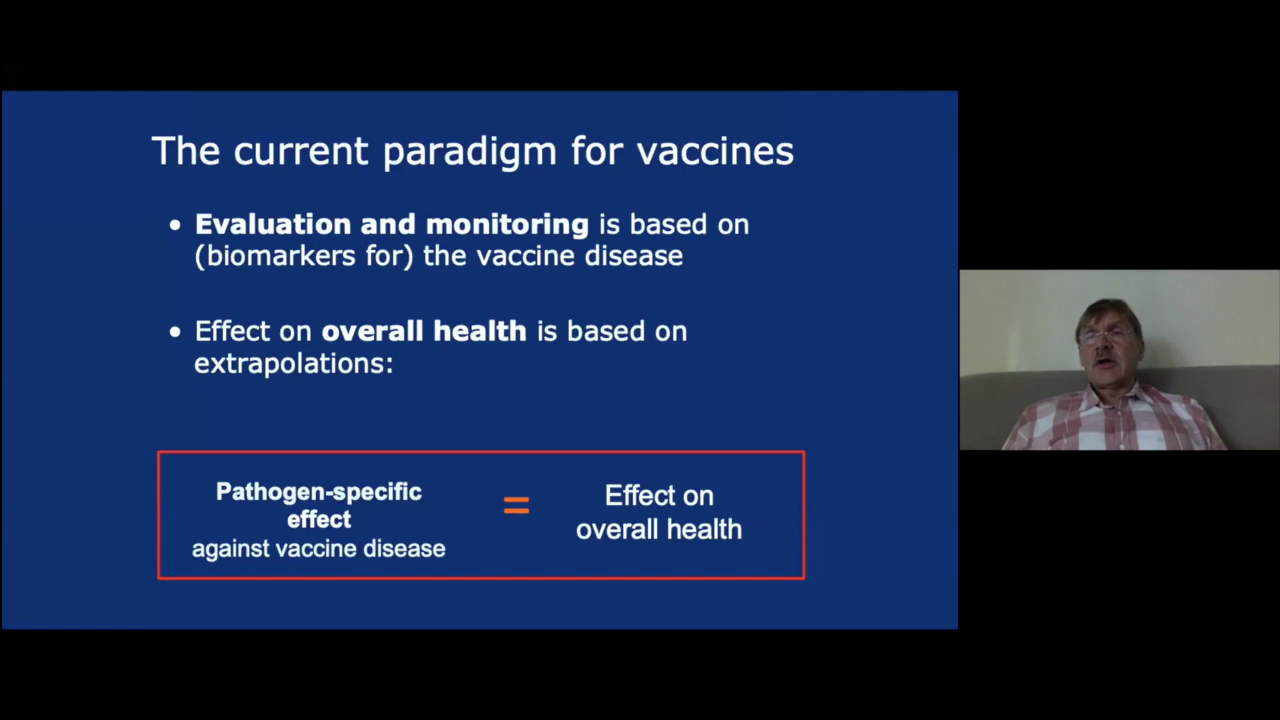 The current paradigm for vaccines
• Evaluation and monitoring is based on
(biomarkers for) the vaccine disease
• Effect on overall health is based on
extrapolations:
Pathogen-specific
effect
against vaccine disease
=
Effect on
overall health